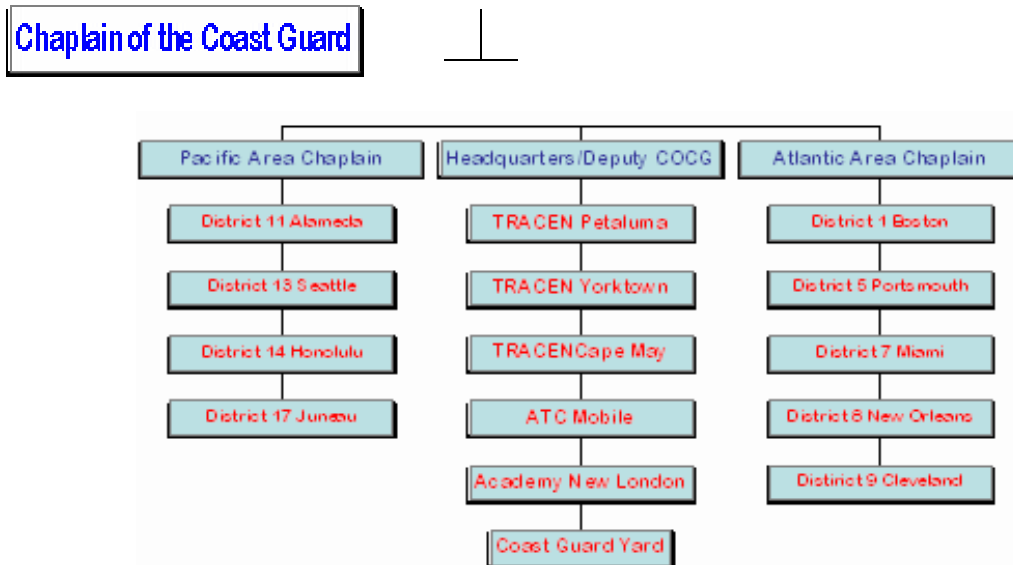 Chaplain of the Coast Guard
Pacific Area Chaplain
Headquarters/Deputy COCG
Atlantic Area Chaplain
District 11 Alameda
TRACEN Petaluma
District 1 Boston
District 13 Seattle
TRACEN Yorktown
District 5 Portsmouth
District 14 Honolulu
TRACENCape May
District 7 Miami
District 17 Juneau
ATC Mobile
District 8 New Orleans
Academy New London
Distirict 9 Cleveland
Coast Guard Yard